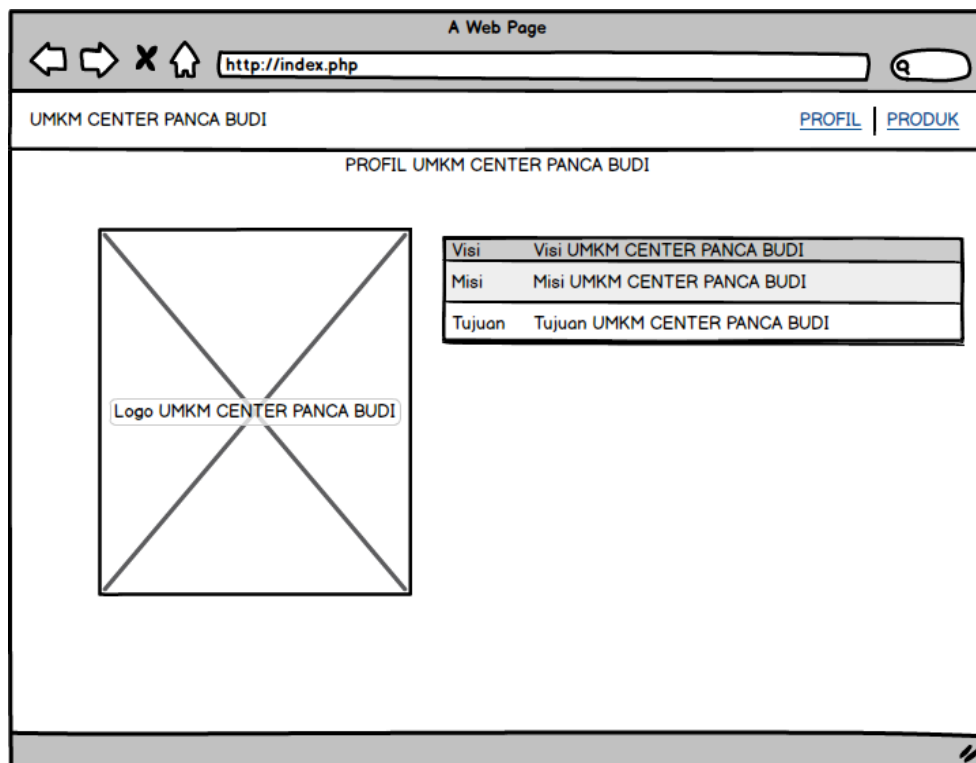 A Web Page
http://index.php
UMKM CENTER PANCA BUDI
PROFIL
PRODUK
PROFIL UMKM CENTER PANCA BUDI
Logo UMKM CENTER PANCA BUDI
Visi Visi UMKM CENTER PANCA BUDI
Misi Misi UMKM CENTER PANCA BUDI
Tujuan Tujuan UMKM CENTER PANCA BUDI